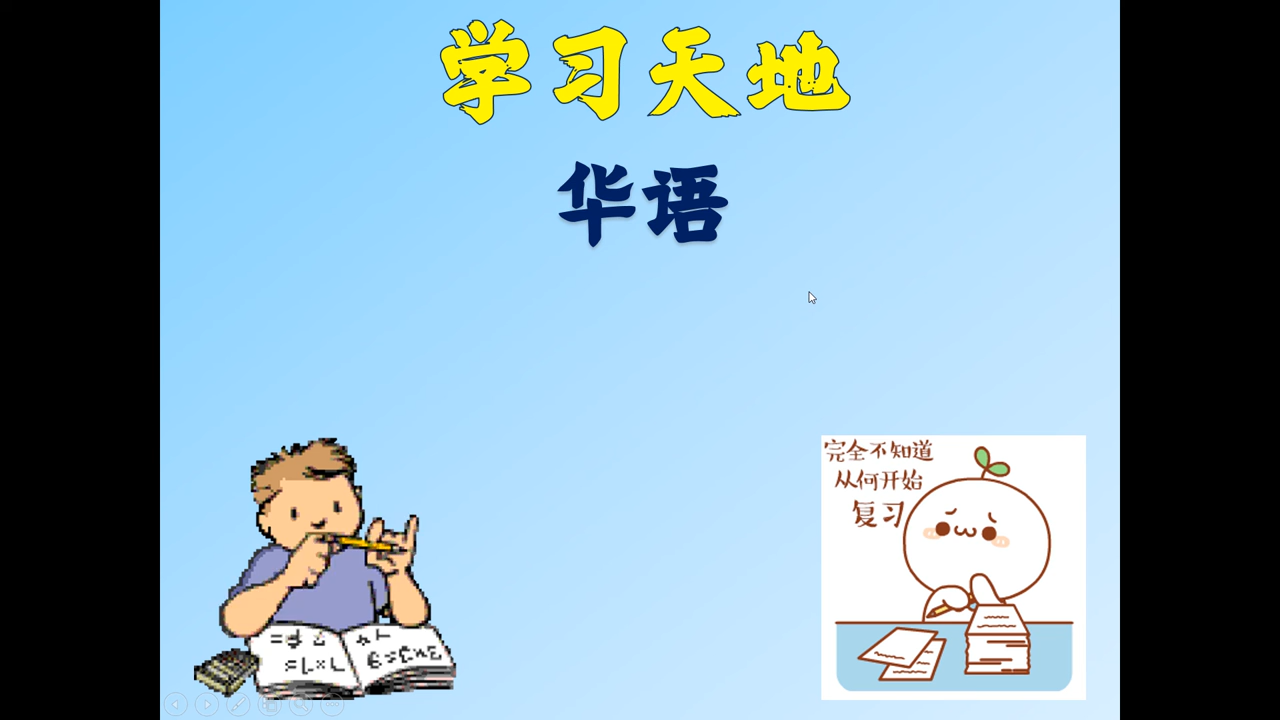 学习天地
华语
完全不知道
从何开始
复习